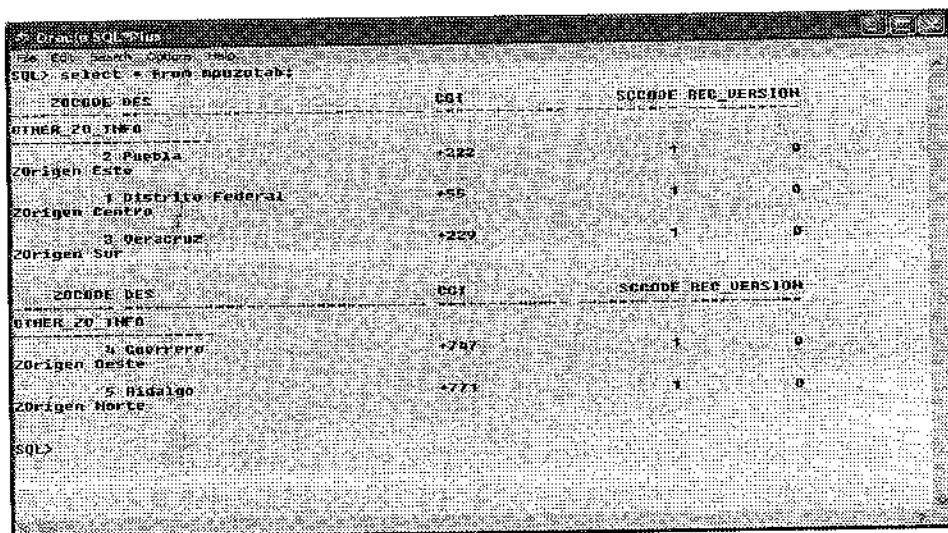 Oracle SQL*Plus
File Edit Search Options Help
SQL> select * from mpuzotab;
ZOCODE DES CGI SCCODE REC_VERSION
OTHER_ZO_INFO
2 Puebla +222 1 0
ZOrigen Este
1 Distrito Federal +55 1 0
ZOrigen Centro
3 Veracruz +229 1 0
ZOrigen Sur
ZOCODE DES CGI SCCODE REC_VERSION
OTHER_ZO_INFO
4 Guerrero +747 1 0
ZOrigen Oeste
5 Hidalgo +771 1 0
ZOrigen Norte
SQL>